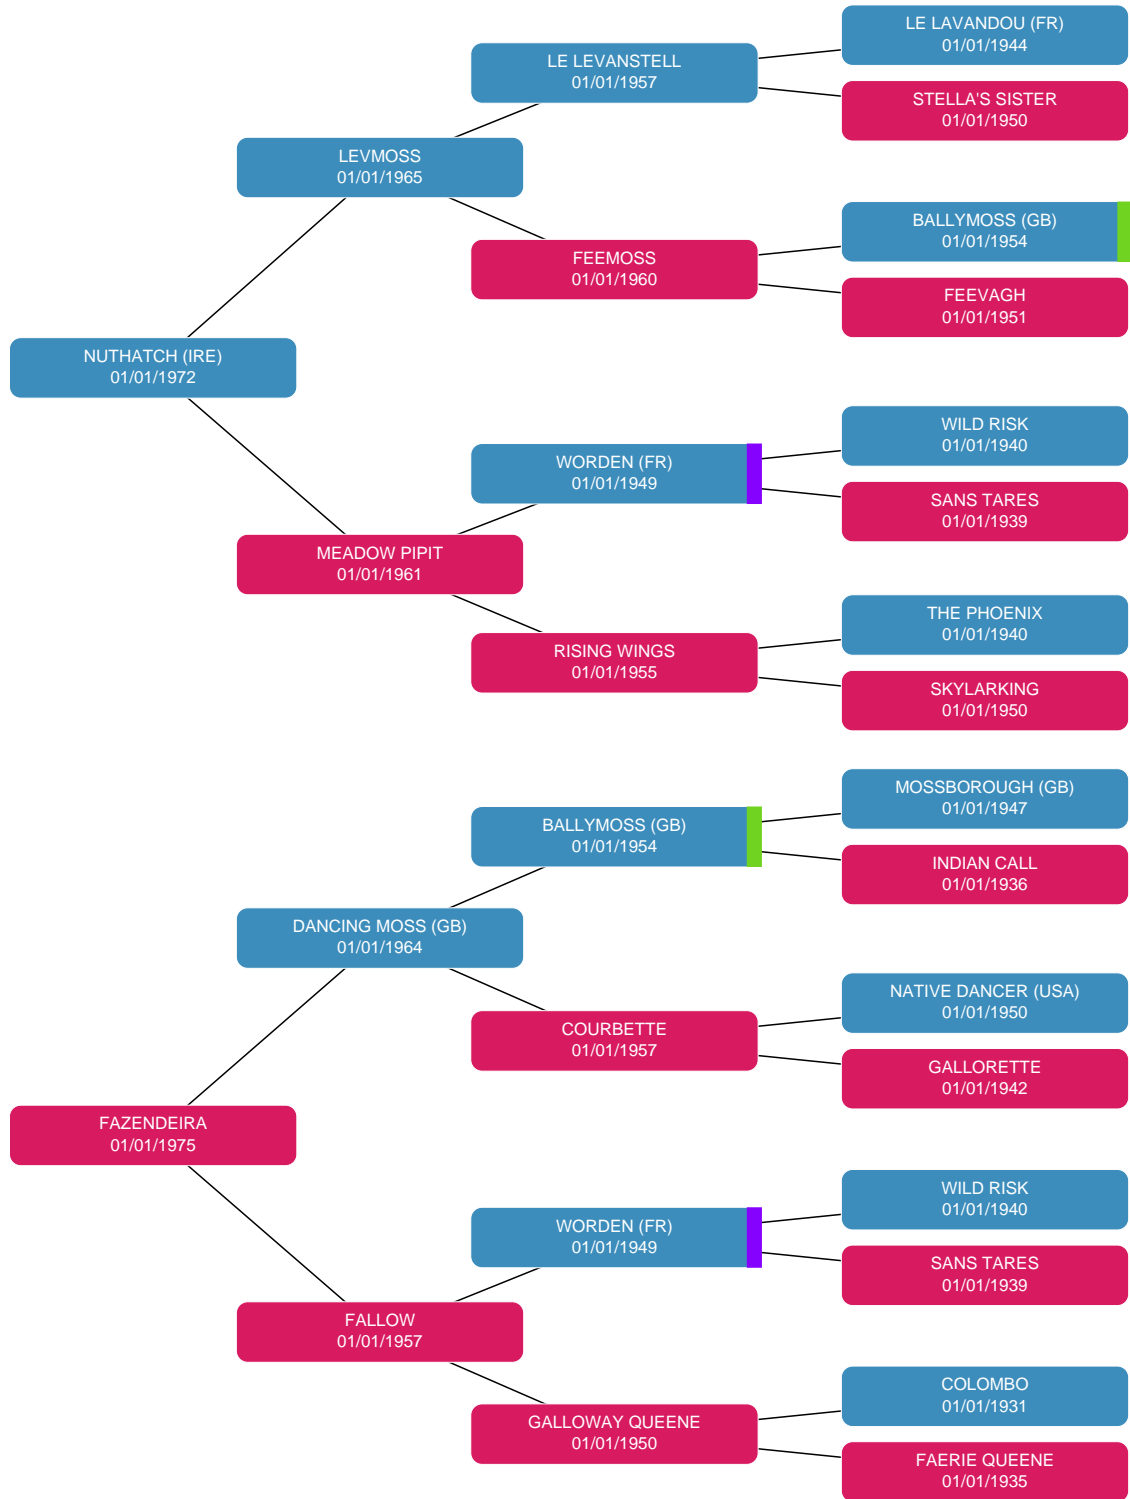 LE LAVANDOU (FR)
01/01/1944
LE LEVANSTELL
01/01/1957
STELLA'S SISTER
01/01/1950
LEVMOSS
01/01/1965
BALLYMOSS (GB)
01/01/1954
FEEMOSS
01/01/1960
FEEVAGH
01/01/1951
NUTHATCH (IRE)
01/01/1972
WILD RISK
01/01/1940
WORDEN (FR)
01/01/1949
SANS TARES
01/01/1939
MEADOW PIPIT
01/01/1961
THE PHOENIX
01/01/1940
RISING WINGS
01/01/1955
SKYLARKING
01/01/1950
MOSSBOROUGH (GB)
01/01/1947
BALLYMOSS (GB)
01/01/1954
INDIAN CALL
01/01/1936
DANCING MOSS (GB)
01/01/1964
NATIVE DANCER (USA)
01/01/1950
COURBETTE
01/01/1957
GALLORETTE
01/01/1942
FAZENDEIRA
01/01/1975
WILD RISK
01/01/1940
WORDEN (FR)
01/01/1949
SANS TARES
01/01/1939
FALLOW
01/01/1957
COLOMBO
01/01/1931
GALLOWAY QUEENE
01/01/1950
FAERIE QUEENE
01/01/1935